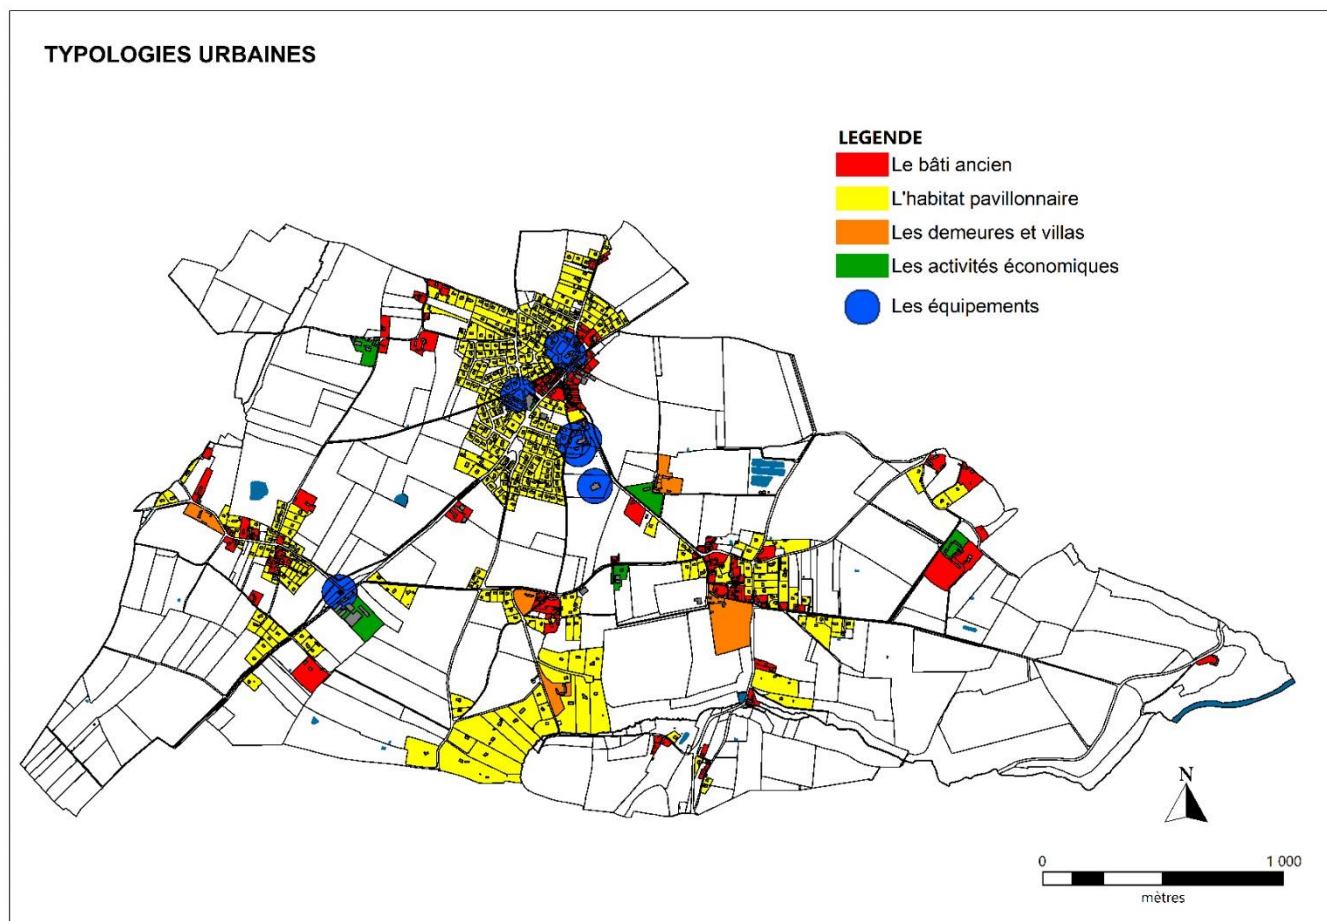 TYPOLOGIES URBAINES
LEGENDE
Le bâti ancien
L'habitat pavillonnaire
Les demeures et villas
Les activités économiques
Les équipements
N
0 1 000
mètres